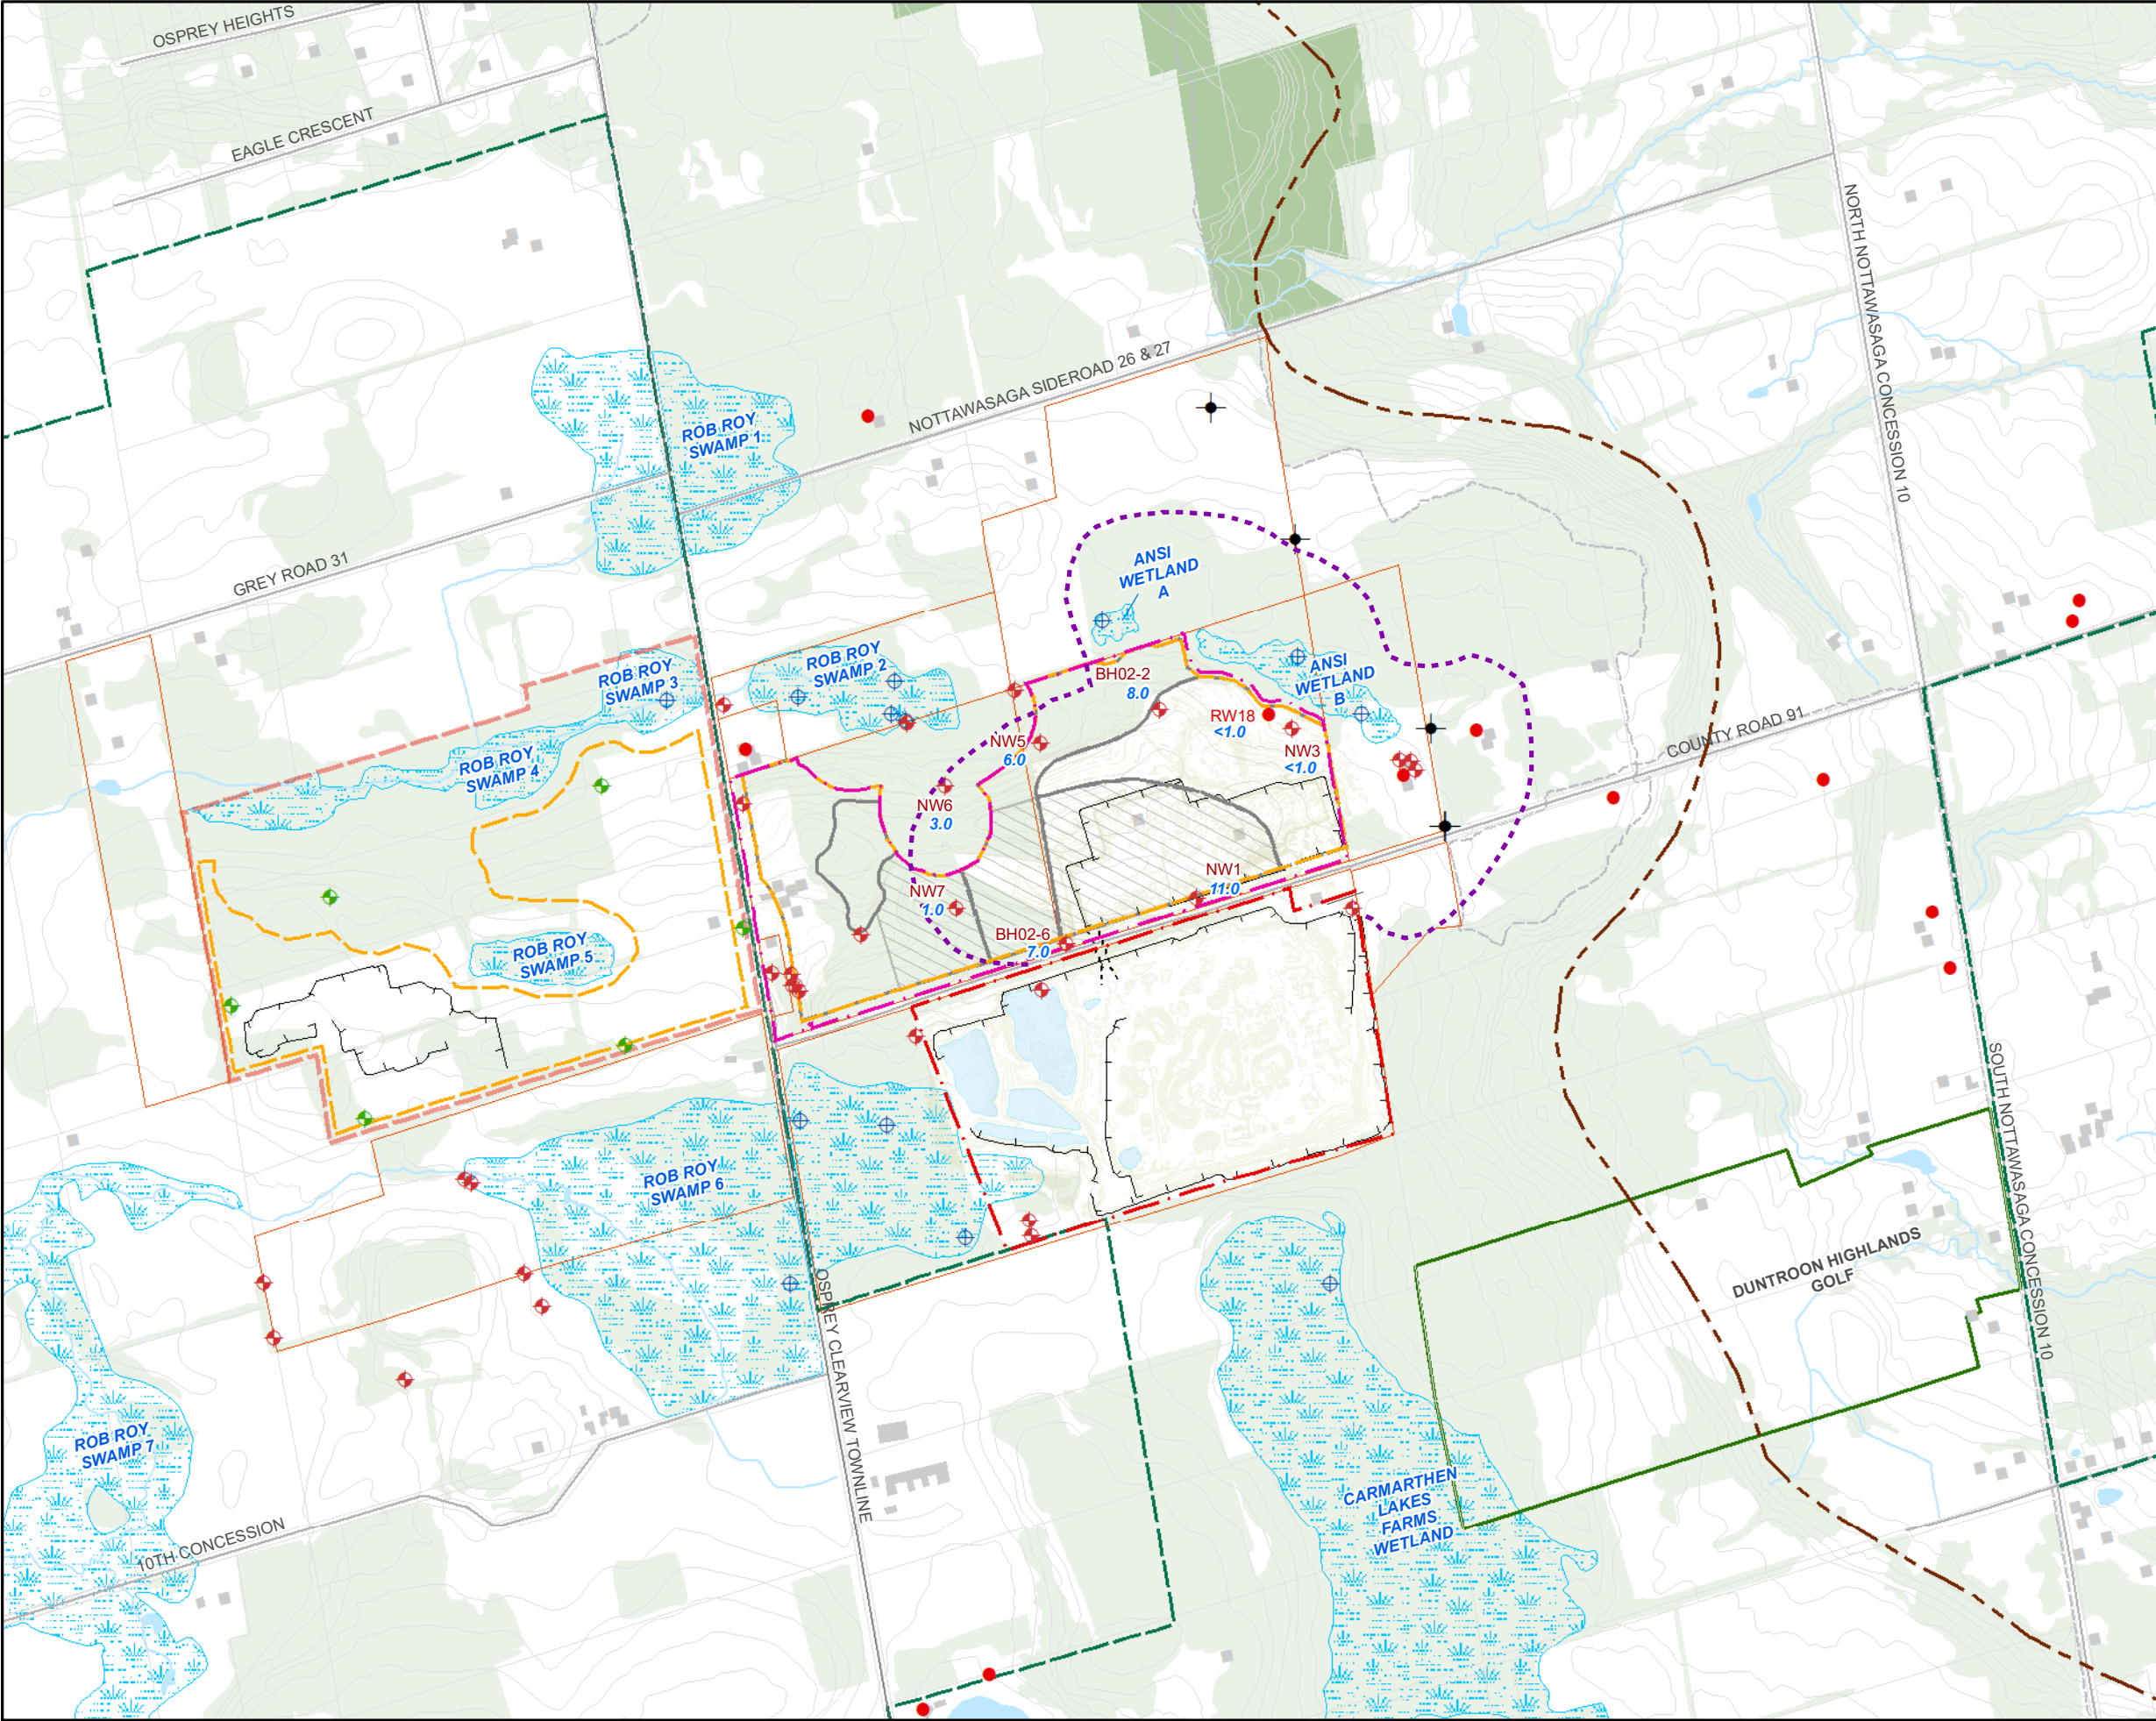 OSPREY HEIGHTS
EAGLE CRESCENT
NORTH NOTTAWASAGA CONCESSION 10
NOTTAWASAGA SIDEROAD 26 & 27
ROB ROY
SWAMP 1
GREY ROAD 31
ANSI
WETLAND
A
ROB ROY
SWAMP 2
ROB ROY
SWAMP 3
ANSI
WETLAND
B
BH02-2
8.0
RW18
<1.0
NW5
6.0
NW3
<1.0
COUNTY ROAD 91
ROB ROY
SWAMP 4
NW6
3.0
NW1
11.0
NW7
1.0
BH02-6
7.0
ROB ROY
SWAMP 5
SOUTH NOTTAWASAGA CONCESSION 10
ROB ROY
SWAMP 6
DUNTROON HIGHLANDS
GOLF
OSPREY CLEARVIEW TOWNLINE
ROB ROY
SWAMP 7
CARMARTHEN
LAKES
FARMS
WETLAND
10TH CONCESSION